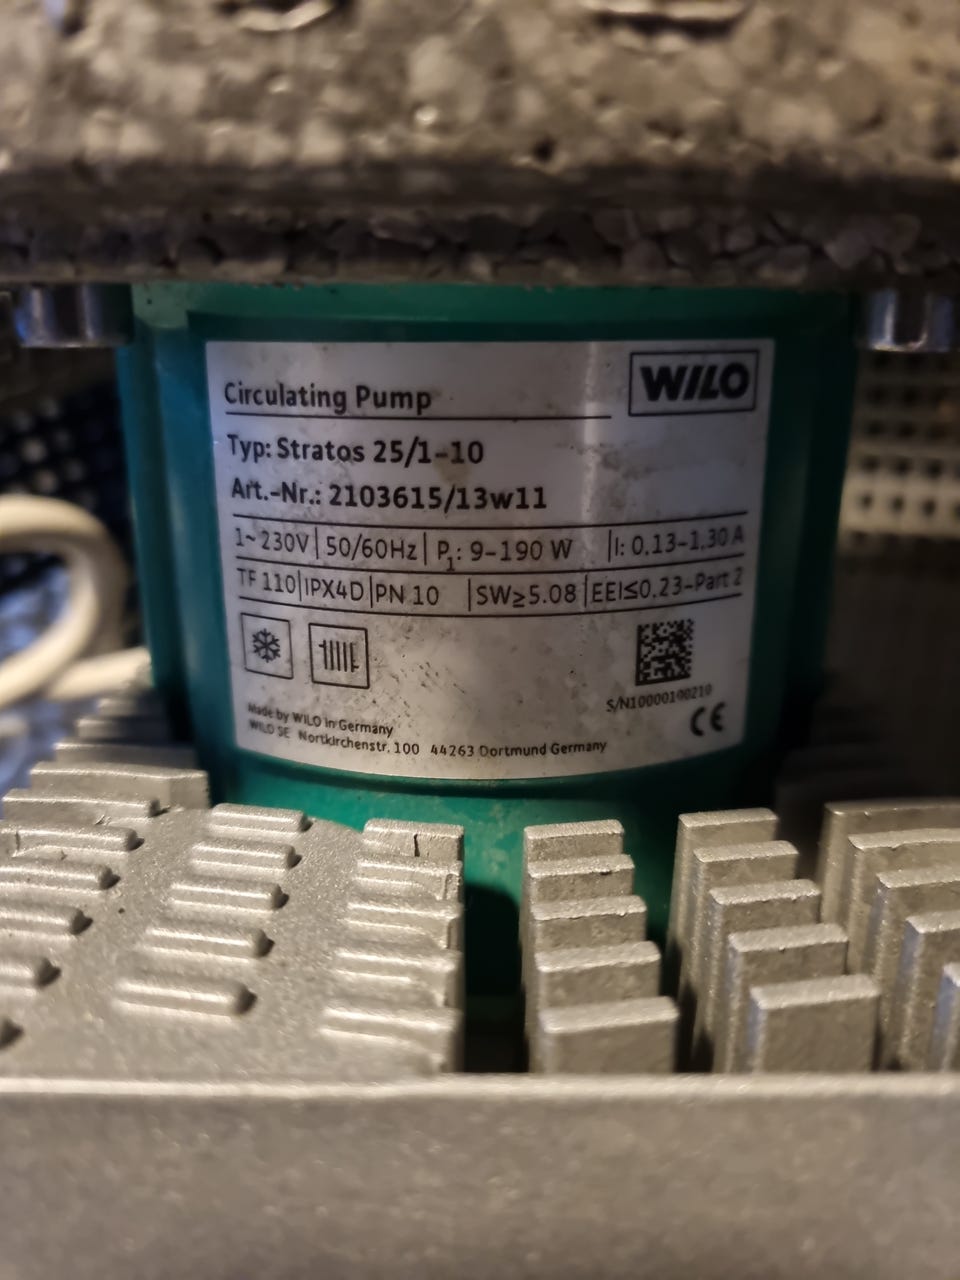 Circulating Pump
WILO
Typ: Stratos 25/1-10
Art.-Nr.: 2103615/13w11
1~230V 50/60Hz P1: 9-190 W I: 0,13-1,30 A
TF 110 IPX4D PN 10 SW≥5.08 EEI≤0,23-Part 2
S/N10000100210
CE
Made by WILO in Germany
WILO SE Nortkirchenstr. 100 44263 Dortmund Germany